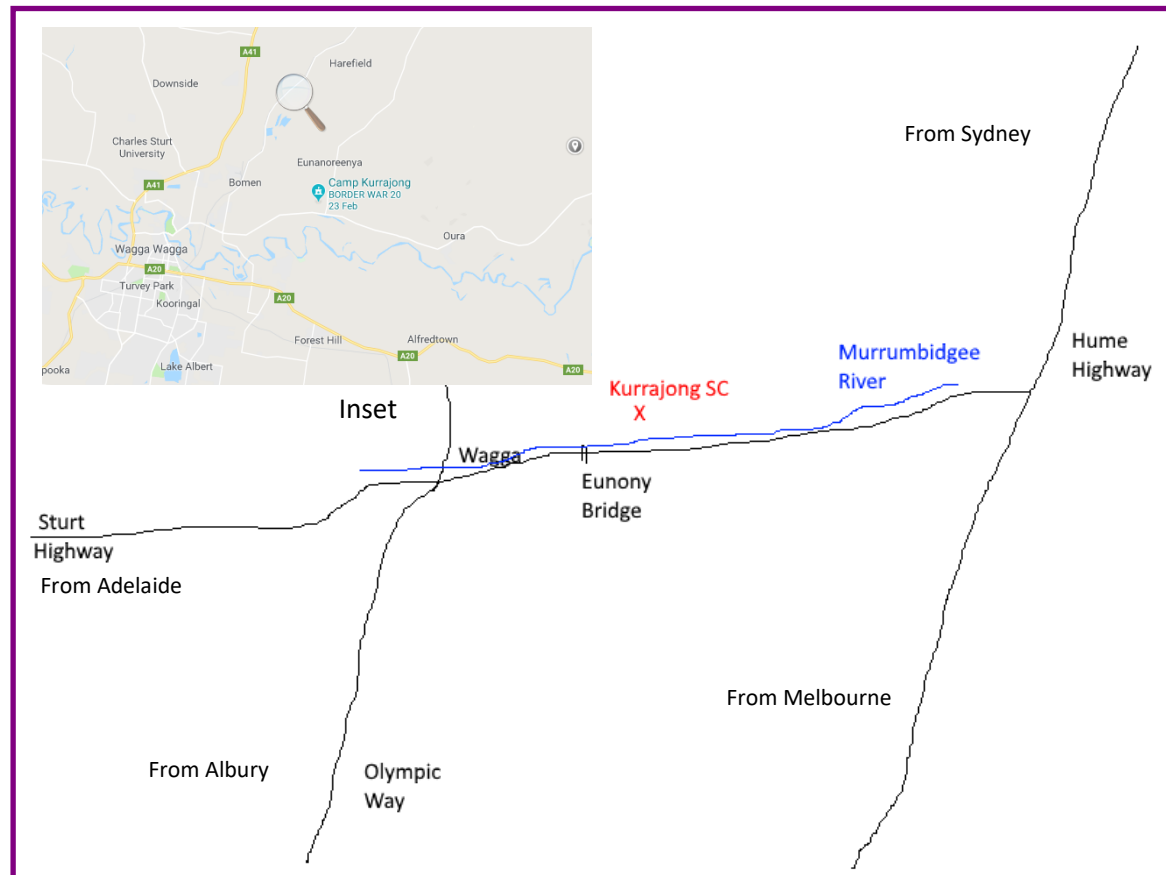 A41
Harefield
Downside
Charles Sturt
University
Eunanoreenya
A41
Bomen
Camp Kurrajong
BORDER WAR 20
23 Feb
Oura
Wagga Wagga
A20
Turvey Park
Kooringal
A20
Forest Hill
Alfredtown
A20
Lake Albert
pooka
A20
Inset
From Sydney
Hume
Highway
Murrumbidgee
River
Kurrajong SC
X
Wagga
Eunony
Bridge
Sturt
Highway
From Adelaide
From Melbourne
From Albury
Olympic
Way